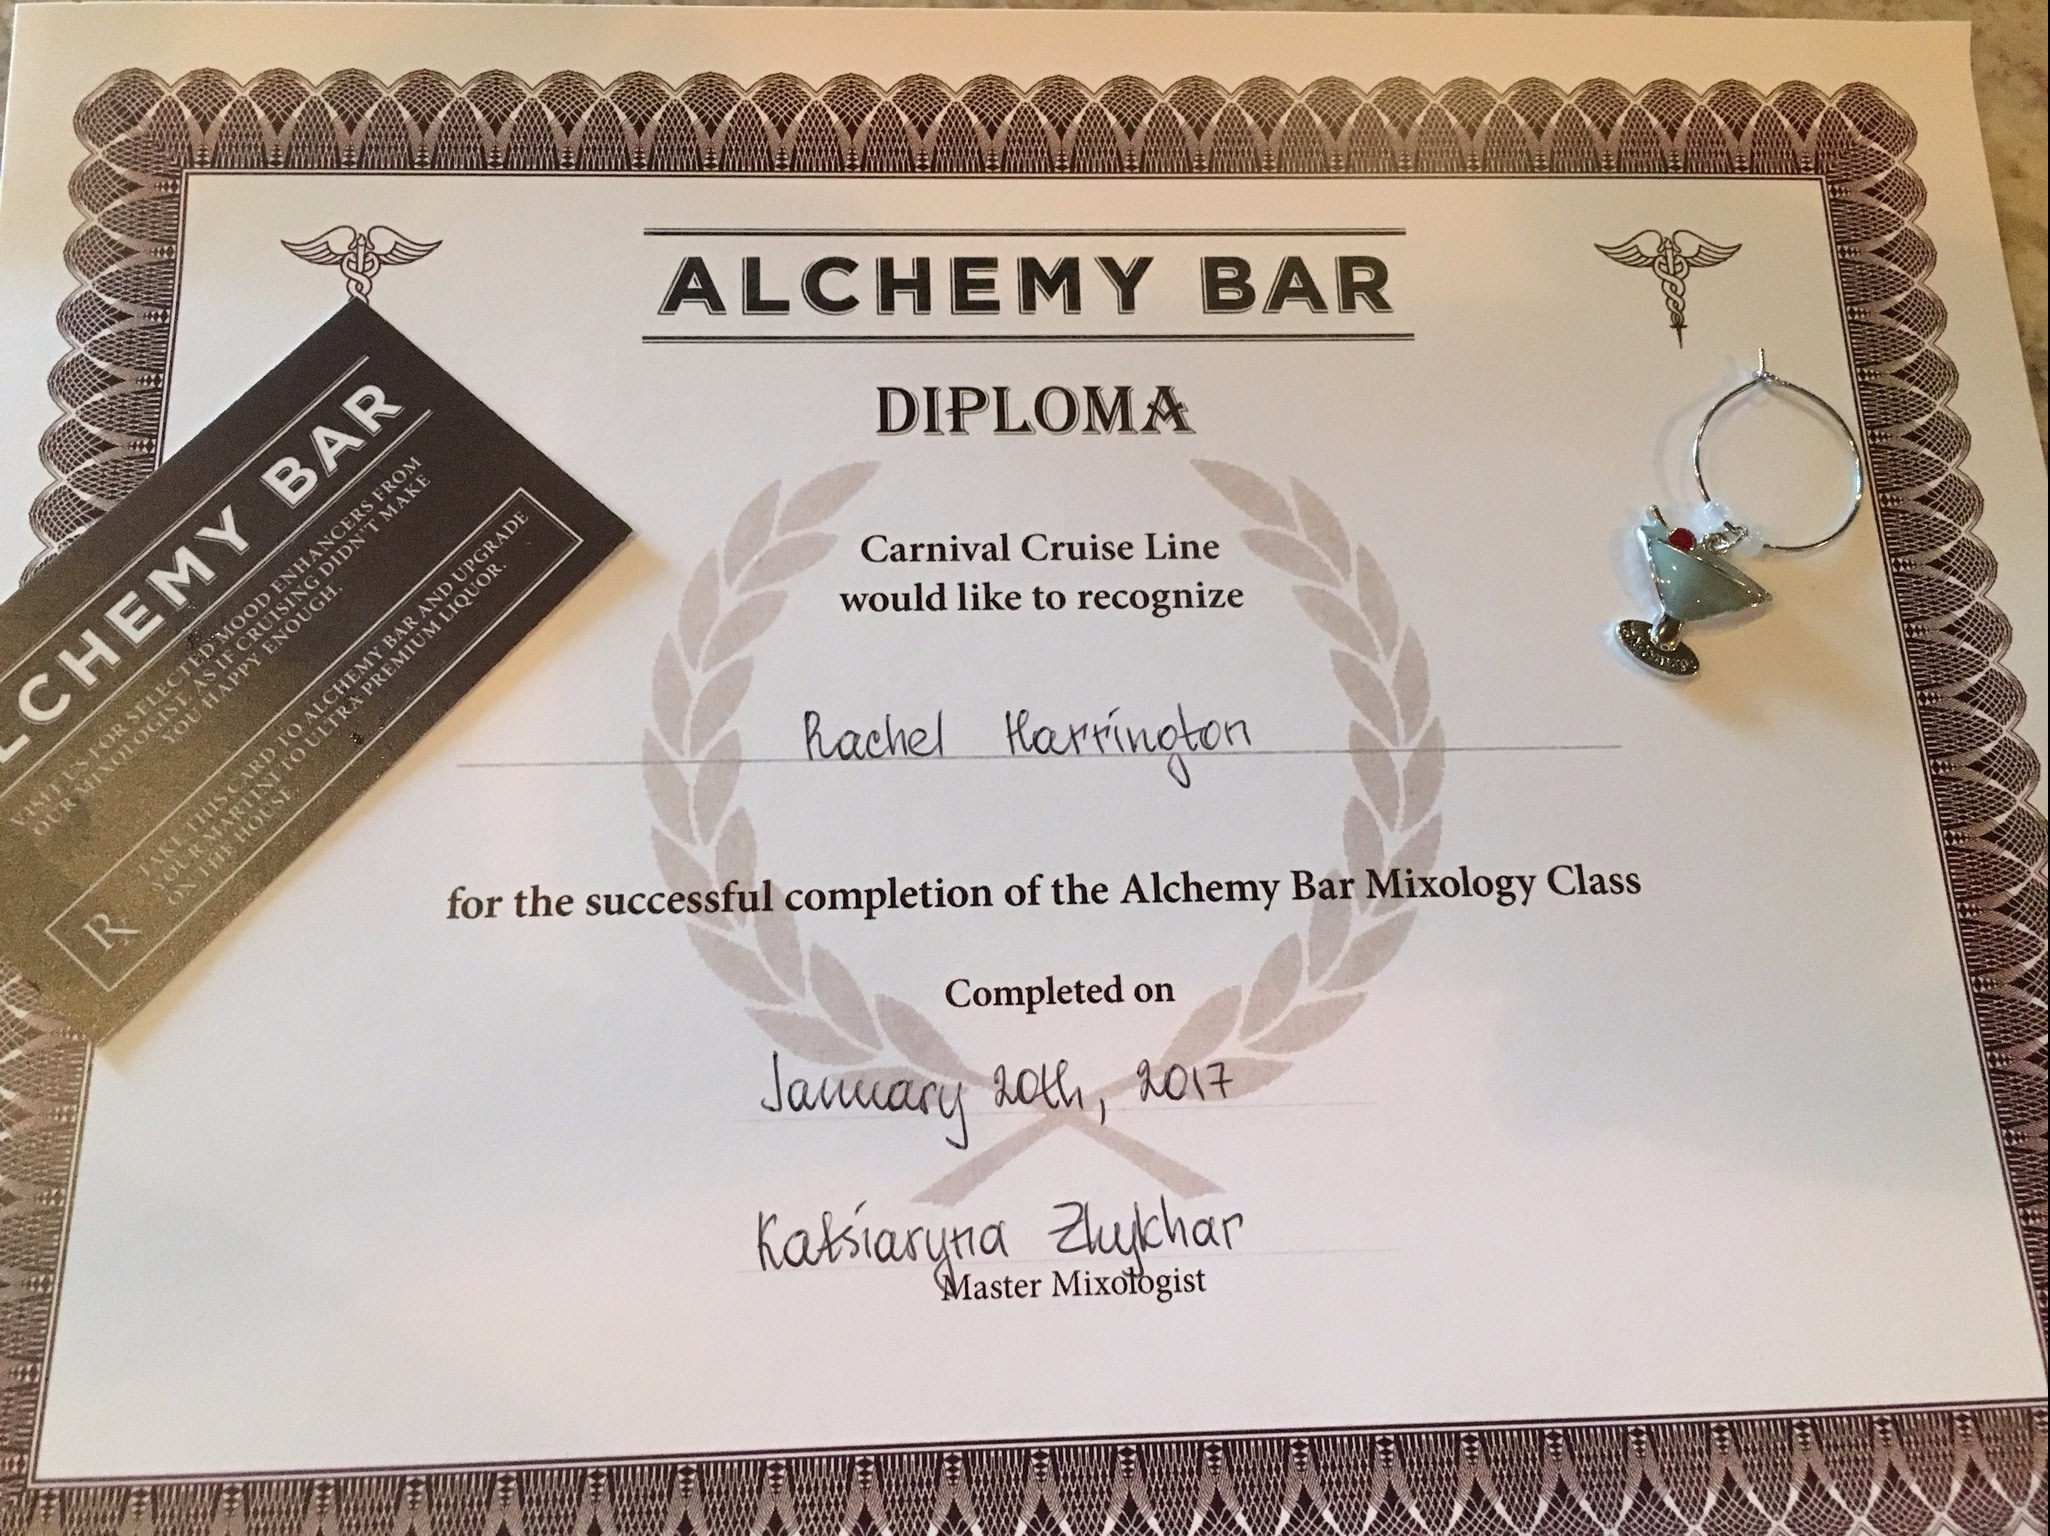 ALCHEMY BAR
DIPLOMA
Carnival Cruise Line
would like to recognize
Rachel Harrington
for the successful completion of the Alchemy Bar Mixology Class
Completed on
January 20th, 2017
Katsiaryna Zhykhar
Master Mixologist
LCHEMY BAR
VISIT US FOR SELECTED MOOD ENHANCERS FROM
OUR MIXOLOGIST AS IF CRUISING DIDN'T MAKE
YOU HAPPY ENOUGH.
Rx
TAKE THIS CARD TO ALCHEMY BAR AND UPGRADE
YOUR MARTINI TO ULTRA PREMIUM LIQUOR.
ON THE HOUSE.